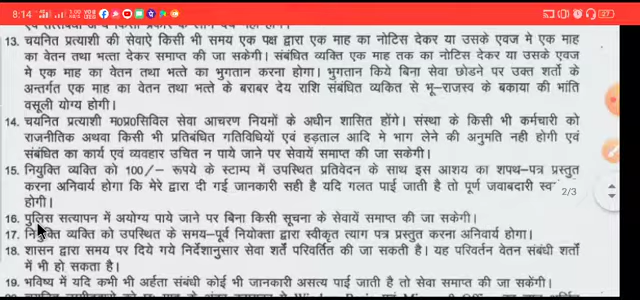 8:14
37
13. चयनित प्रत्याशी की सेवाऐ किसी भी समय एक पक्ष द्वारा एक माह का नोटिस देकर या उसके एवज मे एक माह
का वेतन तथा भत्ता देकर समाप्त की जा सकेगी। संबंधित व्यक्ति एक माह तक का नोटिस देकर या उसके एवज
मे एक माह का वेतन तथा भत्ते का भुगतान करना होगा। भुगतान किये बिना सेवा छोडने पर उक्त शर्तो के
अन्तर्गत एक माह का वेतन तथा भत्ते के बराबर देय राशि संबंधित व्यकित से भू–राजस्व के बकाया की भांति
वसूली योग्य होगी।
14. चयनित प्रत्याशी म0प्र0सिविल सेवा आचरण नियमों के अधीन शासित होंगे। संस्था के किसी भी कर्मचारी को
राजनीतिक अथवा किसी भी प्रतिबंधित गतिविधियों एवं हड़ताल आदि मे भाग लेने की अनुमति नही होगी एवं
संबंधित का कार्य एवं व्यवहार उचित न पाये जाने पर सेवायें समाप्त की जा सकेगी।
15. नियुक्ति व्यक्ति को 100/– रूपये के स्टाम्प में उपस्थित प्रतिवेदन के साथ इस आशय का शपथ–पत्र प्रस्तुत
करना अनिवार्य होगा कि मेरे द्वारा दी गई जानकारी सही है यदि गलत पाई जाती है तो पूर्ण जवाबदारी स्व
2/3
होगी।
16. पुलिस सत्यापन में अयोग्य पाये जाने पर बिना किसी सूचना के सेवायें समाप्त की जा सकेगी।
17. नियुक्त व्यक्ति को उपस्थित के समय–पूर्व नियोक्ता द्वारा स्वीकृत त्याग पत्र प्रस्तुत करना अनिवार्य होगा।
18. शासन द्वारा समय पर दिये गये निर्देशानुसार सेवा शर्तें परिवर्तित की जा सकती है। यह परिवर्तन वेतन संबंधी शर्तों
में भी हो सकता है।
19. भविष्य में यदि कभी भी अर्हता संबंधी कोई भी जानकारी असत्य पाई जाती है तो सेवा समाप्त की जा सकेंगी।